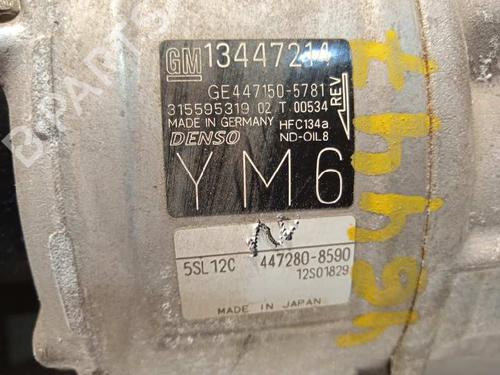 GM 13447214
GE447150-5781
315595319 02 T 00534
REV
MADE IN GERMANY HFC134a
DENSO ND-OIL8
YM6
5SL12C 447280-8590
12S01829
MADE IN JAPAN